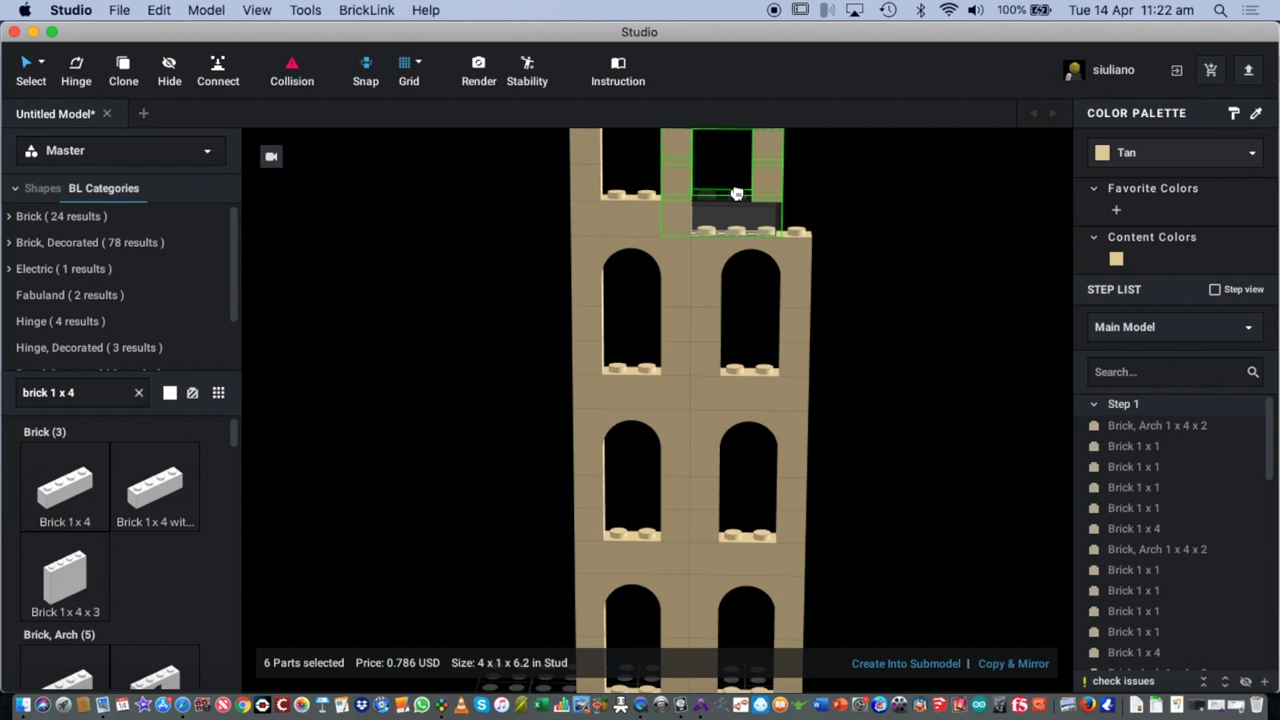 Studio File Edit Model View Tools BrickLink Help 100% Tue 14 Apr 11:22 am
Studio
Select Hinge Clone Hide Connect Collision Snap Grid Render Stability Instruction siuliano
Untitled Model*
COLOR PALETTE
Master
Tan
Shapes BL Categories
Favorite Colors
Brick ( 24 results )
Brick, Decorated ( 78 results )
Content Colors
Electric ( 1 results )
STEP LIST Step view
Fabuland ( 2 results )
Hinge ( 4 results )
Main Model
Hinge, Decorated ( 3 results )
Search...
brick 1 x 4
Step 1
Brick (3)
Brick, Arch 1 x 4 x 2
Brick 1 x 1
Brick 1 x 1
Brick 1 x 1
Brick 1 x 1
Brick 1 x 4
Brick, Arch 1 x 4 x 2
Brick 1 x 1
Brick 1 x 1
Brick 1 x 1
Brick 1 x 1
Brick 1 x 4
Brick 1 x 4 Brick 1 x 4 wit...
Brick 1 x 4 x 3
Brick, Arch (5)
6 Parts selected Price: 0.786 USD Size: 4 x 1 x 6.2 in Stud Create Into Submodel | Copy & Mirror
check issues